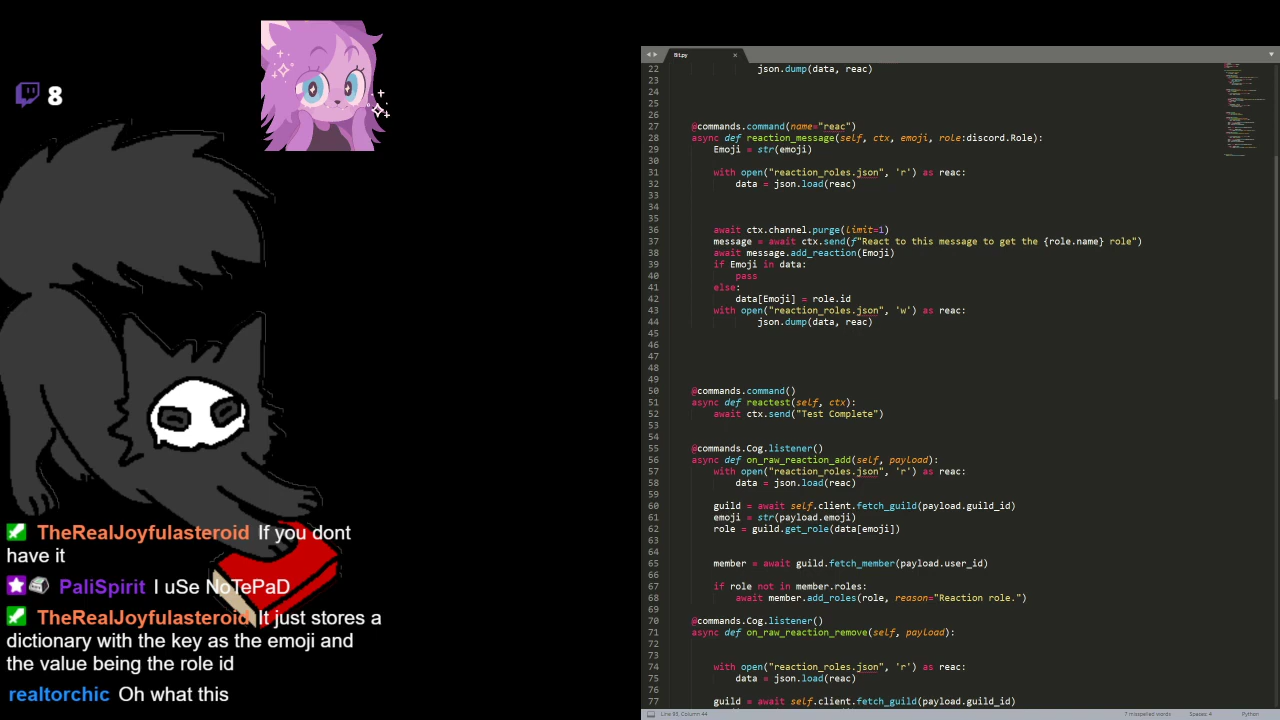 8
TheRealJoyfulasteroid If you dont
have it
PaliSpirit I uSe NoTePaD
TheRealJoyfulasteroid It just stores a
dictionary with the key as the emoji and
the value being the role id
realtorchic Oh what this
Bit.py
22 json.dump(data, reac)
23
24
25
26
27 @commands.command(name="reac")
28 async def reaction_message(self, ctx, emoji, role:discord.Role):
29 Emoji = str(emoji)
30
31 with open("reaction_roles.json", 'r') as reac:
32 data = json.load(reac)
33
34
35
36 await ctx.channel.purge(limit=1)
37 message = await ctx.send(f"React to this message to get the {role.name} role")
38 await message.add_reaction(Emoji)
39 if Emoji in data:
40 pass
41 else:
42 data[Emoji] = role.id
43 with open("reaction_roles.json", 'w') as reac:
44 json.dump(data, reac)
45
46
47
48
49
50 @commands.command()
51 async def reactest(self, ctx):
52 await ctx.send("Test Complete")
53
54
55 @commands.Cog.listener()
56 async def on_raw_reaction_add(self, payload):
57 with open("reaction_roles.json", 'r') as reac:
58 data = json.load(reac)
59
60 guild = await self.client.fetch_guild(payload.guild_id)
61 emoji = str(payload.emoji)
62 role = guild.get_role(data[emoji])
63
64
65 member = await guild.fetch_member(payload.user_id)
66
67 if role not in member.roles:
68 await member.add_roles(role, reason="Reaction role.")
69
70 @commands.Cog.listener()
71 async def on_raw_reaction_remove(self, payload):
72
73
74 with open("reaction_roles.json", 'r') as reac:
75 data = json.load(reac)
76
77 guild = await self.client.fetch_guild(payload.guild_id)
Line 93, Column 44
7 misspelled words
Spaces: 4
Python